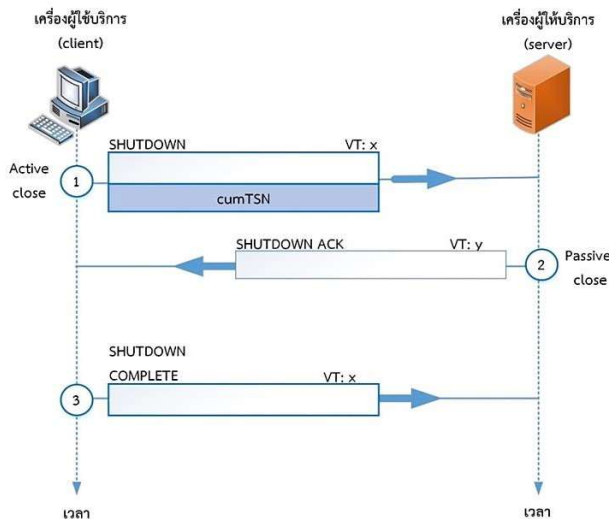 เครื่องผู้ใช้บริการ
(client)
เครื่องผู้ให้บริการ
(server)
SHUTDOWN VT: x
Active
close
1
cumTSN
SHUTDOWN ACK VT: y
2
Passive
close
SHUTDOWN
COMPLETE VT: x
3
เวลา
เวลา